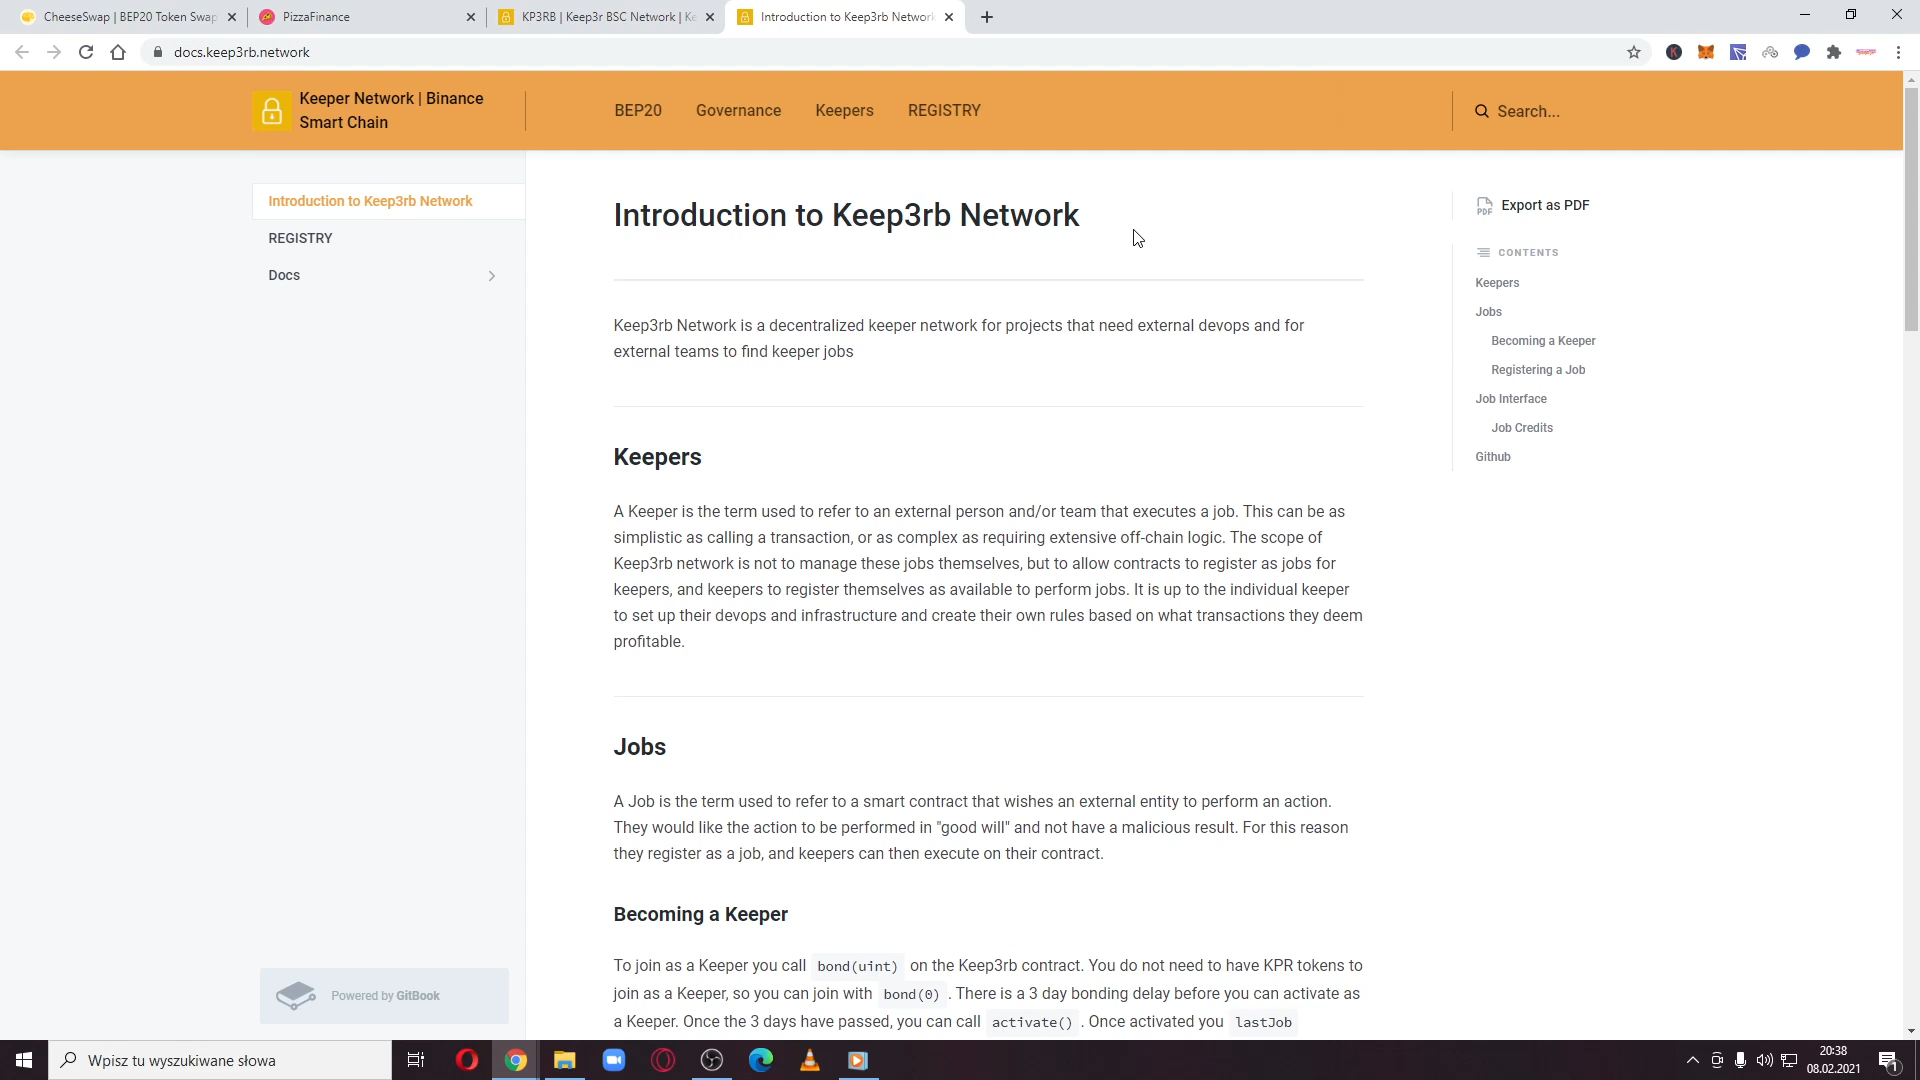 CheeseSwap | BEP20 Token Swap
PizzaFinance
KP3RB | Keep3r BSC Network | Ke
Introduction to Keep3rb Network
docs.keep3rb.network
Keeper Network | Binance
Smart Chain
BEP20
Governance
Keepers
REGISTRY
Search...
Introduction to Keep3rb Network
REGISTRY
Docs
Powered by GitBook
Introduction to Keep3rb Network
Keep3rb Network is a decentralized keeper network for projects that need external devops and for
external teams to find keeper jobs
Keepers
A Keeper is the term used to refer to an external person and/or team that executes a job. This can be as
simplistic as calling a transaction, or as complex as requiring extensive off-chain logic. The scope of
Keep3rb network is not to manage these jobs themselves, but to allow contracts to register as jobs for
keepers, and keepers to register themselves as available to perform jobs. It is up to the individual keeper
to set up their devops and infrastructure and create their own rules based on what transactions they deem
profitable.
Jobs
A Job is the term used to refer to a smart contract that wishes an external entity to perform an action.
They would like the action to be performed in "good will" and not have a malicious result. For this reason
they register as a job, and keepers can then execute on their contract.
Becoming a Keeper
To join as a Keeper you call bond(uint) on the Keep3rb contract. You do not need to have KPR tokens to
join as a Keeper, so you can join with bond(0) . There is a 3 day bonding delay before you can activate as
a Keeper. Once the 3 days have passed, you can call activate() . Once activated you lastJob
PDF
Export as PDF
CONTENTS
Keepers
Jobs
Becoming a Keeper
Registering a Job
Job Interface
Job Credits
Github
Wpisz tu wyszukiwane słowa
20:38
08.02.2021
1